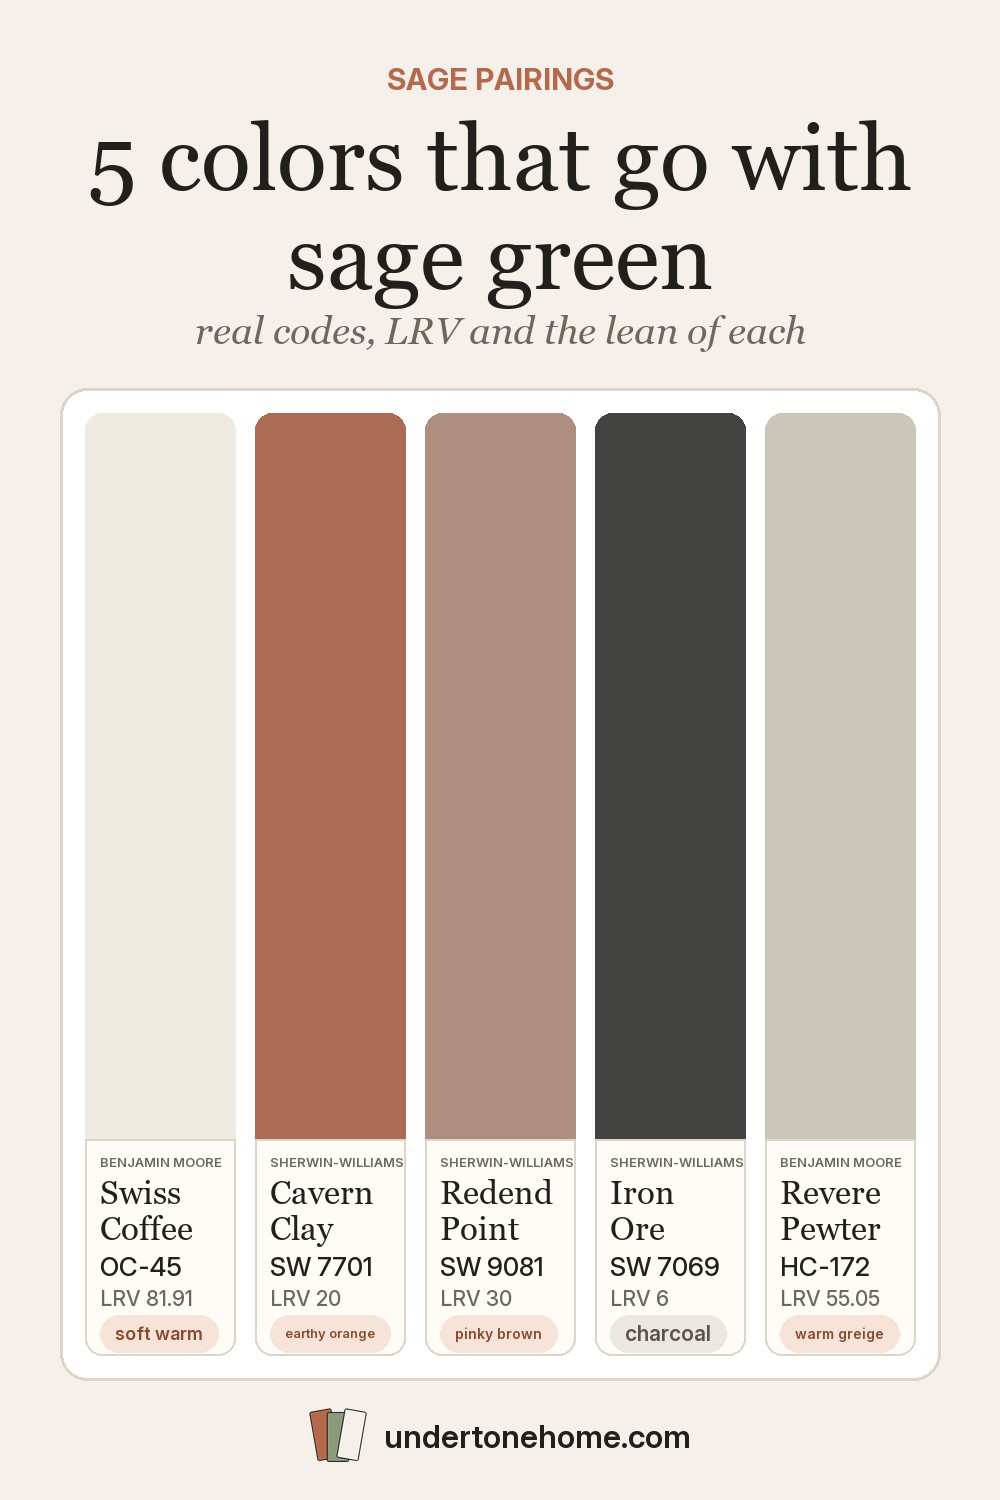 SAGE PAIRINGS
5 colors that go with
sage green
real codes, LRV and the lean of each
BENJAMIN MOORE
Swiss
Coffee
OC-45
LRV 81.91
soft warm
SHERWIN-WILLIAMS
Cavern
Clay
SW 7701
LRV 20
earthy orange
SHERWIN-WILLIAMS
Redend
Point
SW 9081
LRV 30
pinky brown
SHERWIN-WILLIAMS
Iron
Ore
SW 7069
LRV 6
charcoal
BENJAMIN MOORE
Revere
Pewter
HC-172
LRV 55.05
warm greige
undertonehome.com